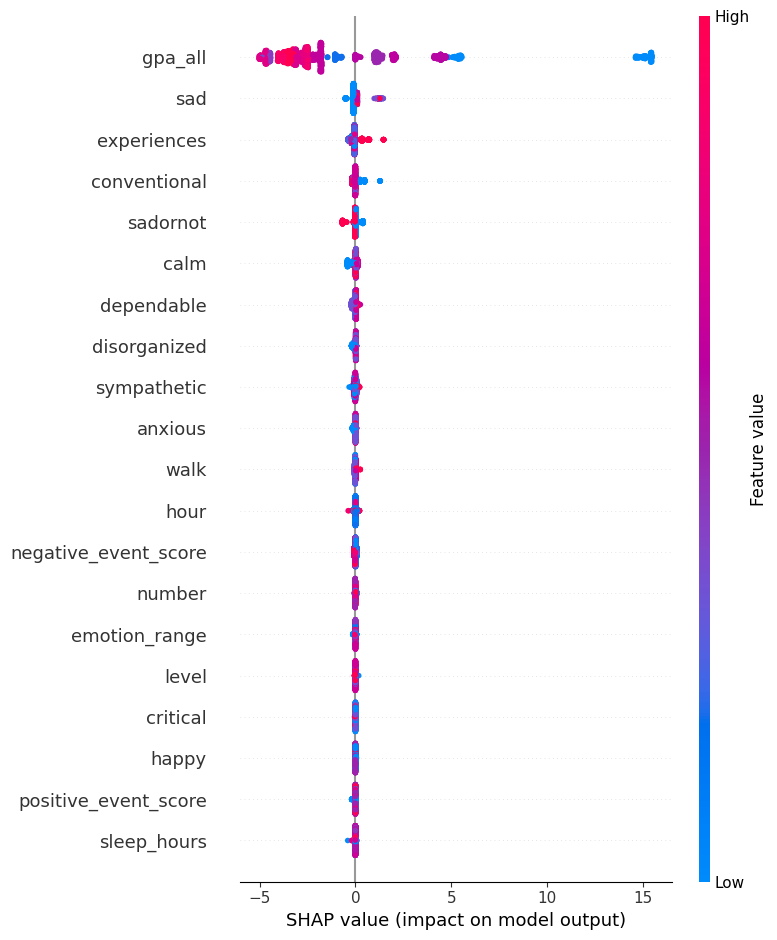 High
gpa_all
sad
experiences
conventional
sadornot
calm
dependable
disorganized
sympathetic
anxious
walk
hour
negative_event_score
number
emotion_range
level
critical
happy
positive_event_score
sleep_hours
Feature value
Low
−5 0 5 10 15
SHAP value (impact on model output)